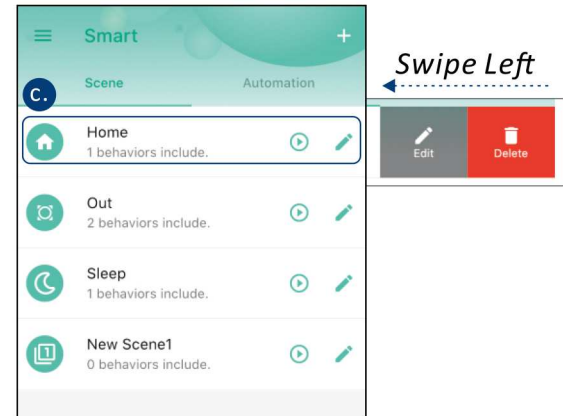 Smart
+
Scene
Automation
Swipe Left
c.
Home
1 behaviors include.
Edit
Delete
Out
2 behaviors include.
Sleep
1 behaviors include.
1
New Scene1
0 behaviors include.